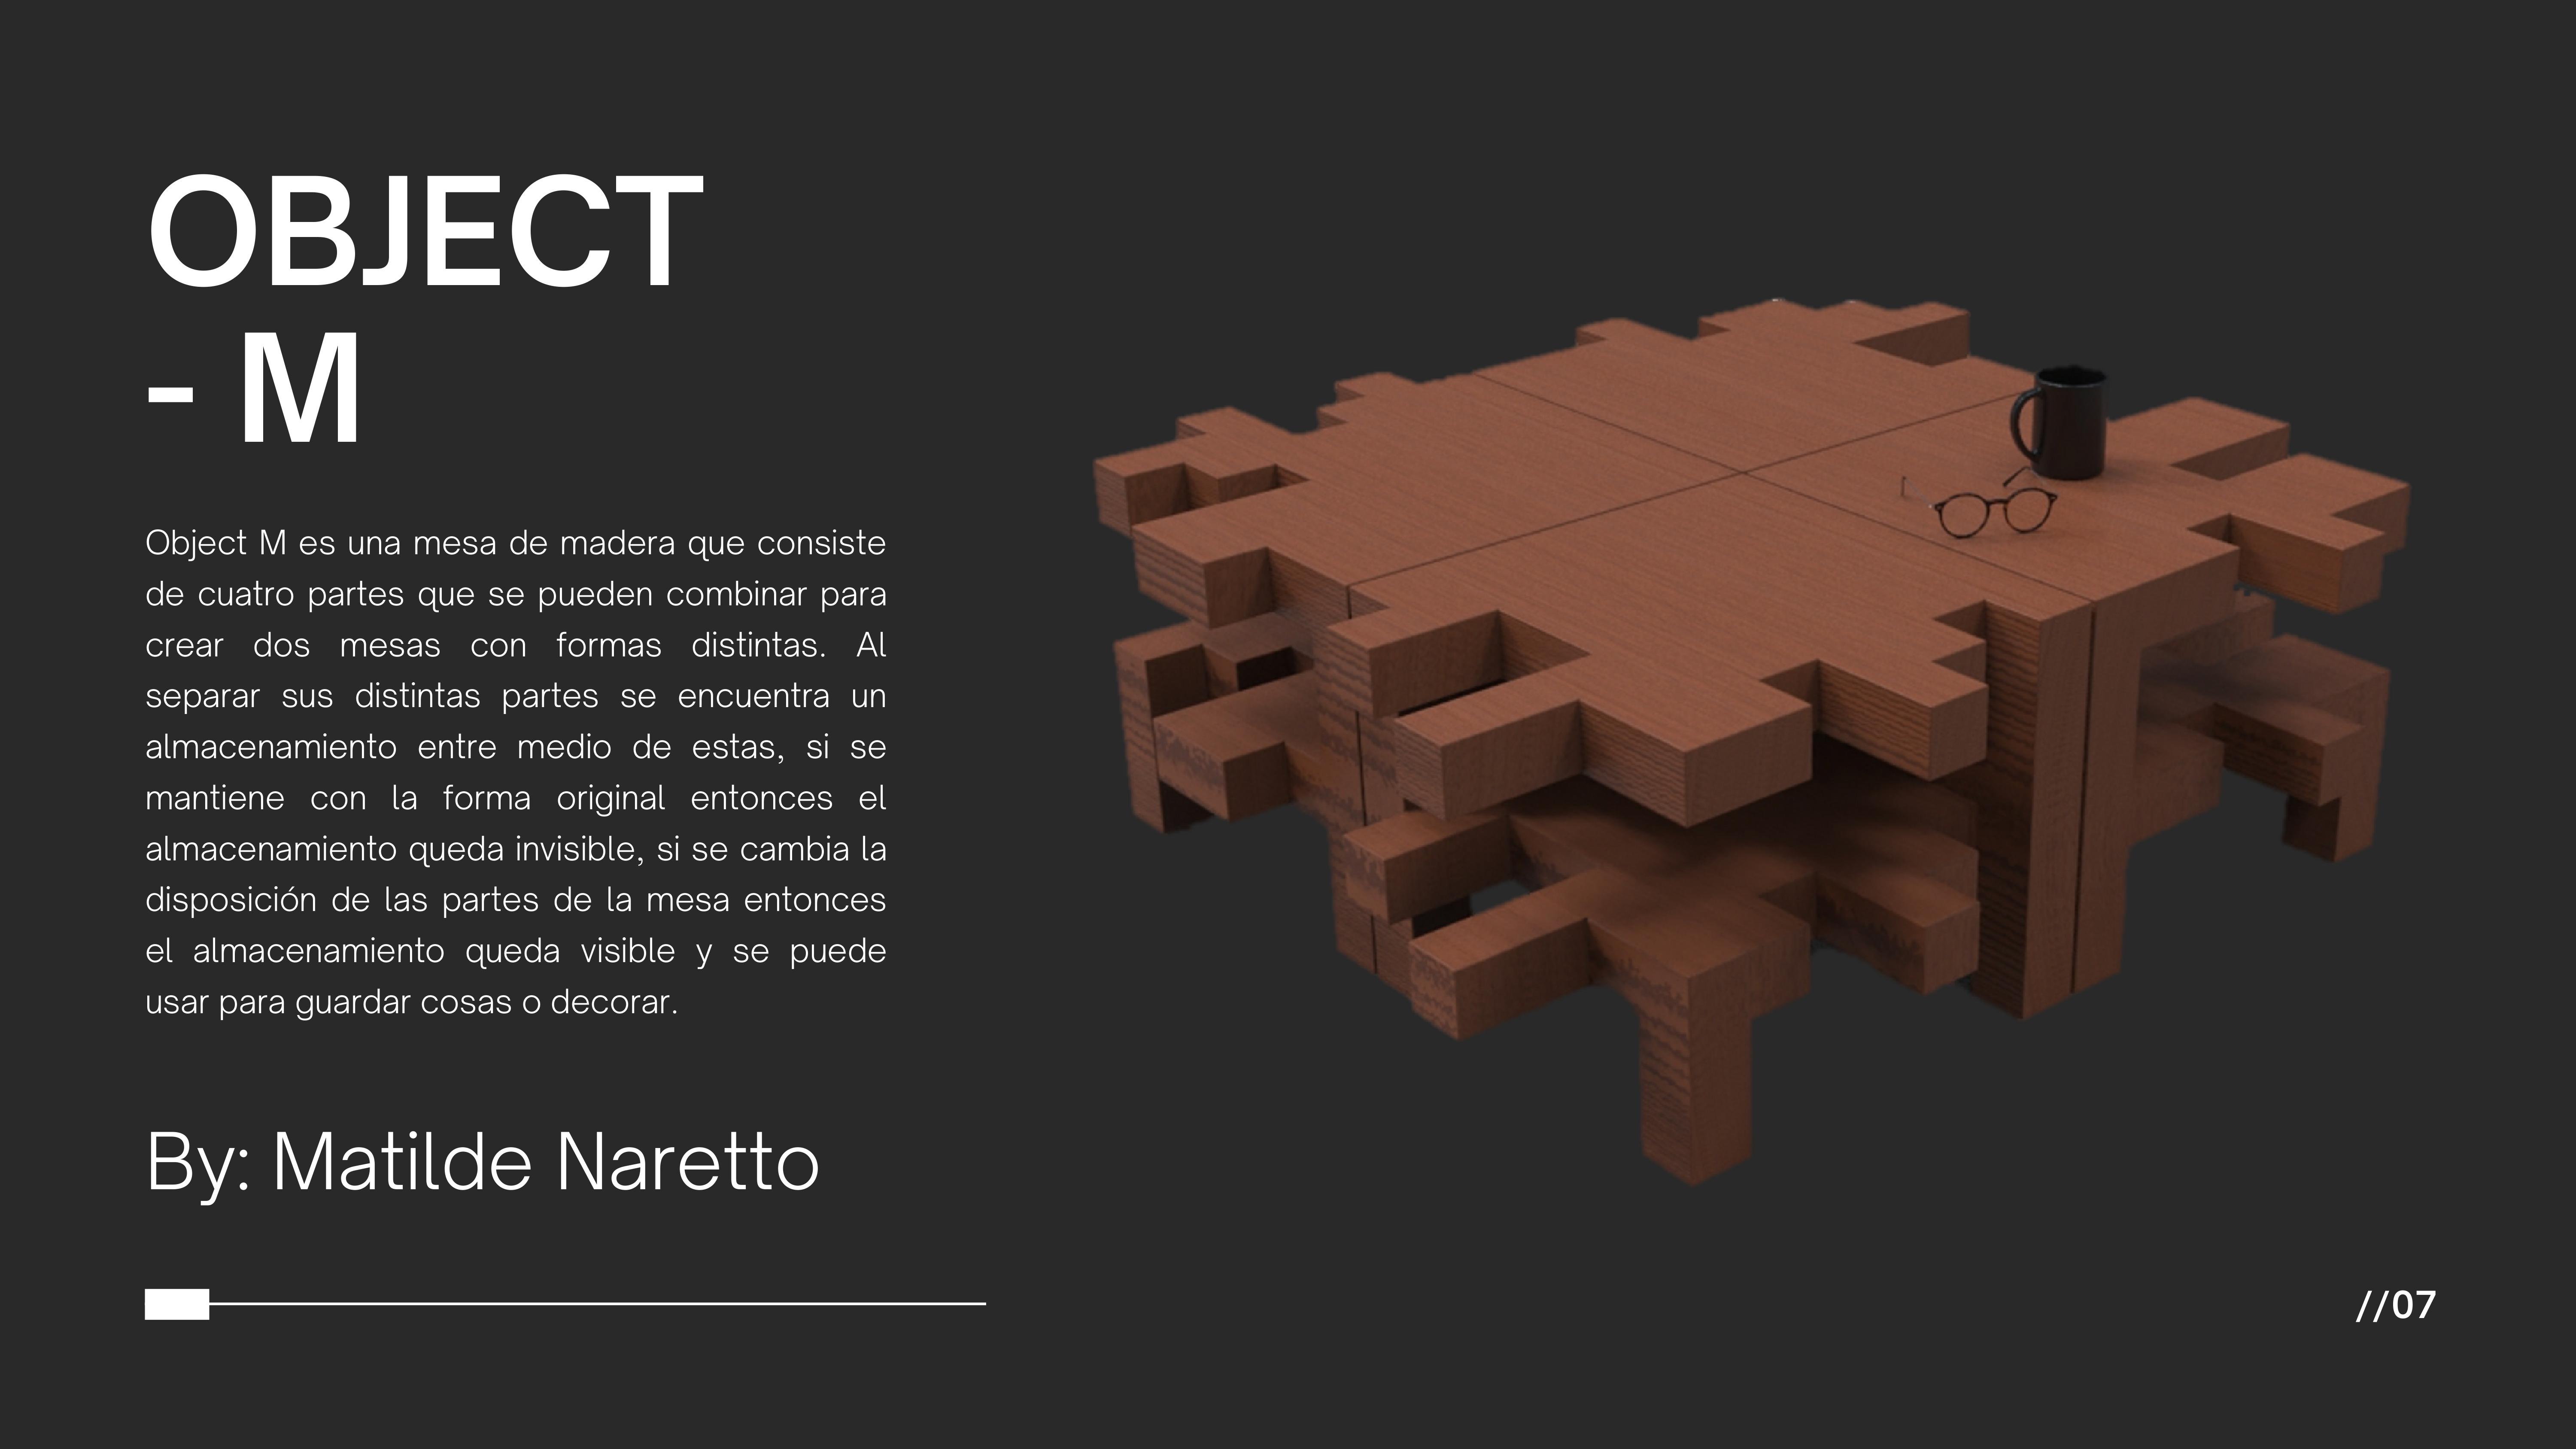 OBJECT
- M
Object M es una mesa de madera que consiste
de cuatro partes que se pueden combinar para
crear dos mesas con formas distintas. Al
separar sus distintas partes se encuentra un
almacenamiento entre medio de estas, si se
mantiene con la forma original entonces el
almacenamiento queda invisible, si se cambia la
disposición de las partes de la mesa entonces
el almacenamiento queda visible y se puede
usar para guardar cosas o decorar.
By: Matilde Naretto
//07